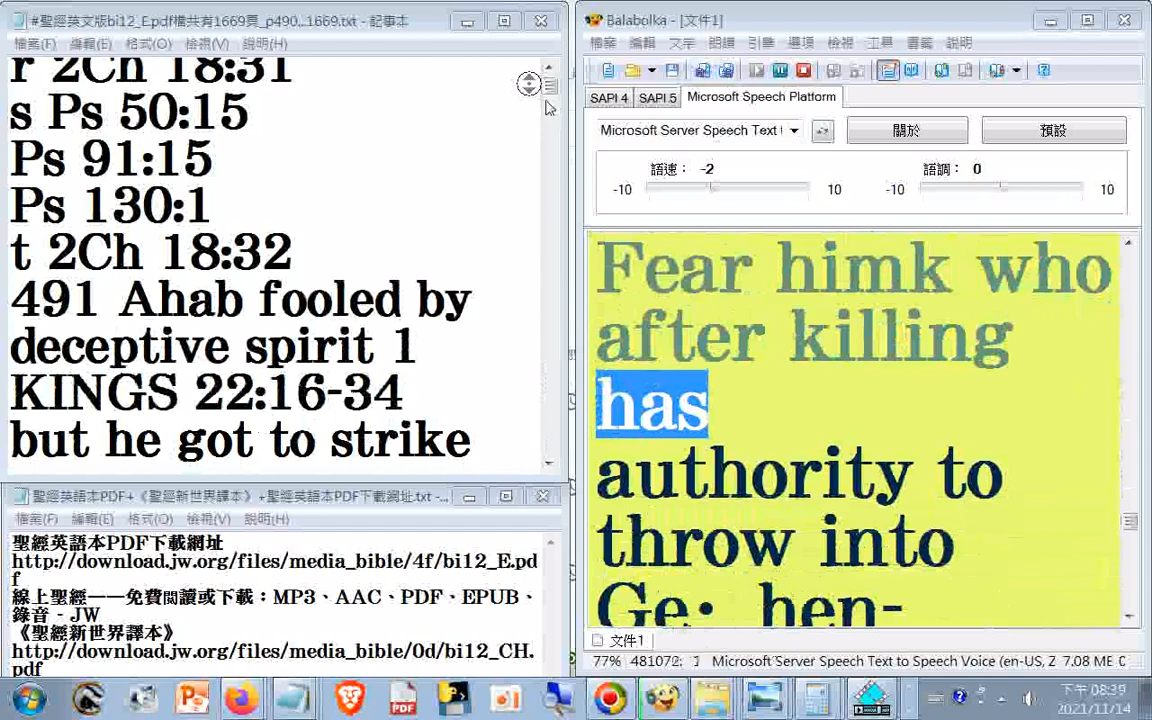 #聖經英文版bi12_E.pdf檔共有1669頁_p490,..1669.txt - 記事本
檔案(F) 編輯(E) 格式(O) 檢視(V) 說明(H)
r 2Ch 18:31
s Ps 50:15
Ps 91:15
Ps 130:1
t 2Ch 18:32
491 Ahab fooled by
deceptive spirit 1
KINGS 22:16-34
but he got to strike
聖經英語本PDF+《聖經新世界譯本》+聖經英語本PDF下載網址.txt - ...
檔案(F) 編輯(E) 格式(O) 檢視(V) 說明(H)
聖經英語本PDF下載網址
http://download.jw.org/files/media_bible/4f/bi12_E.pd
f
線上聖經——免費閱讀或下載：MP3、AAC、PDF、EPUB、
錄音 - JW
《聖經新世界譯本》
http://download.jw.org/files/media_bible/0d/bi12_CH.
pdf
Balabolka - [文件1]
檔案 編輯 文字 朗讀 引擎 選項 檢視 工具 書籤 說明
SAPI 4 SAPI 5 Microsoft Speech Platform
Microsoft Server Speech Text 關於 預設
語速： -2 語調： 0
-10 10 -10 10
Fear himk who
after killing
has
authority to
throw into
Ge· hen-
文件1
77% 481072; 1 Microsoft Server Speech Text to Speech Voice (en-US, Z 7.08 MB
PDF
下午 08:39
2021/11/14